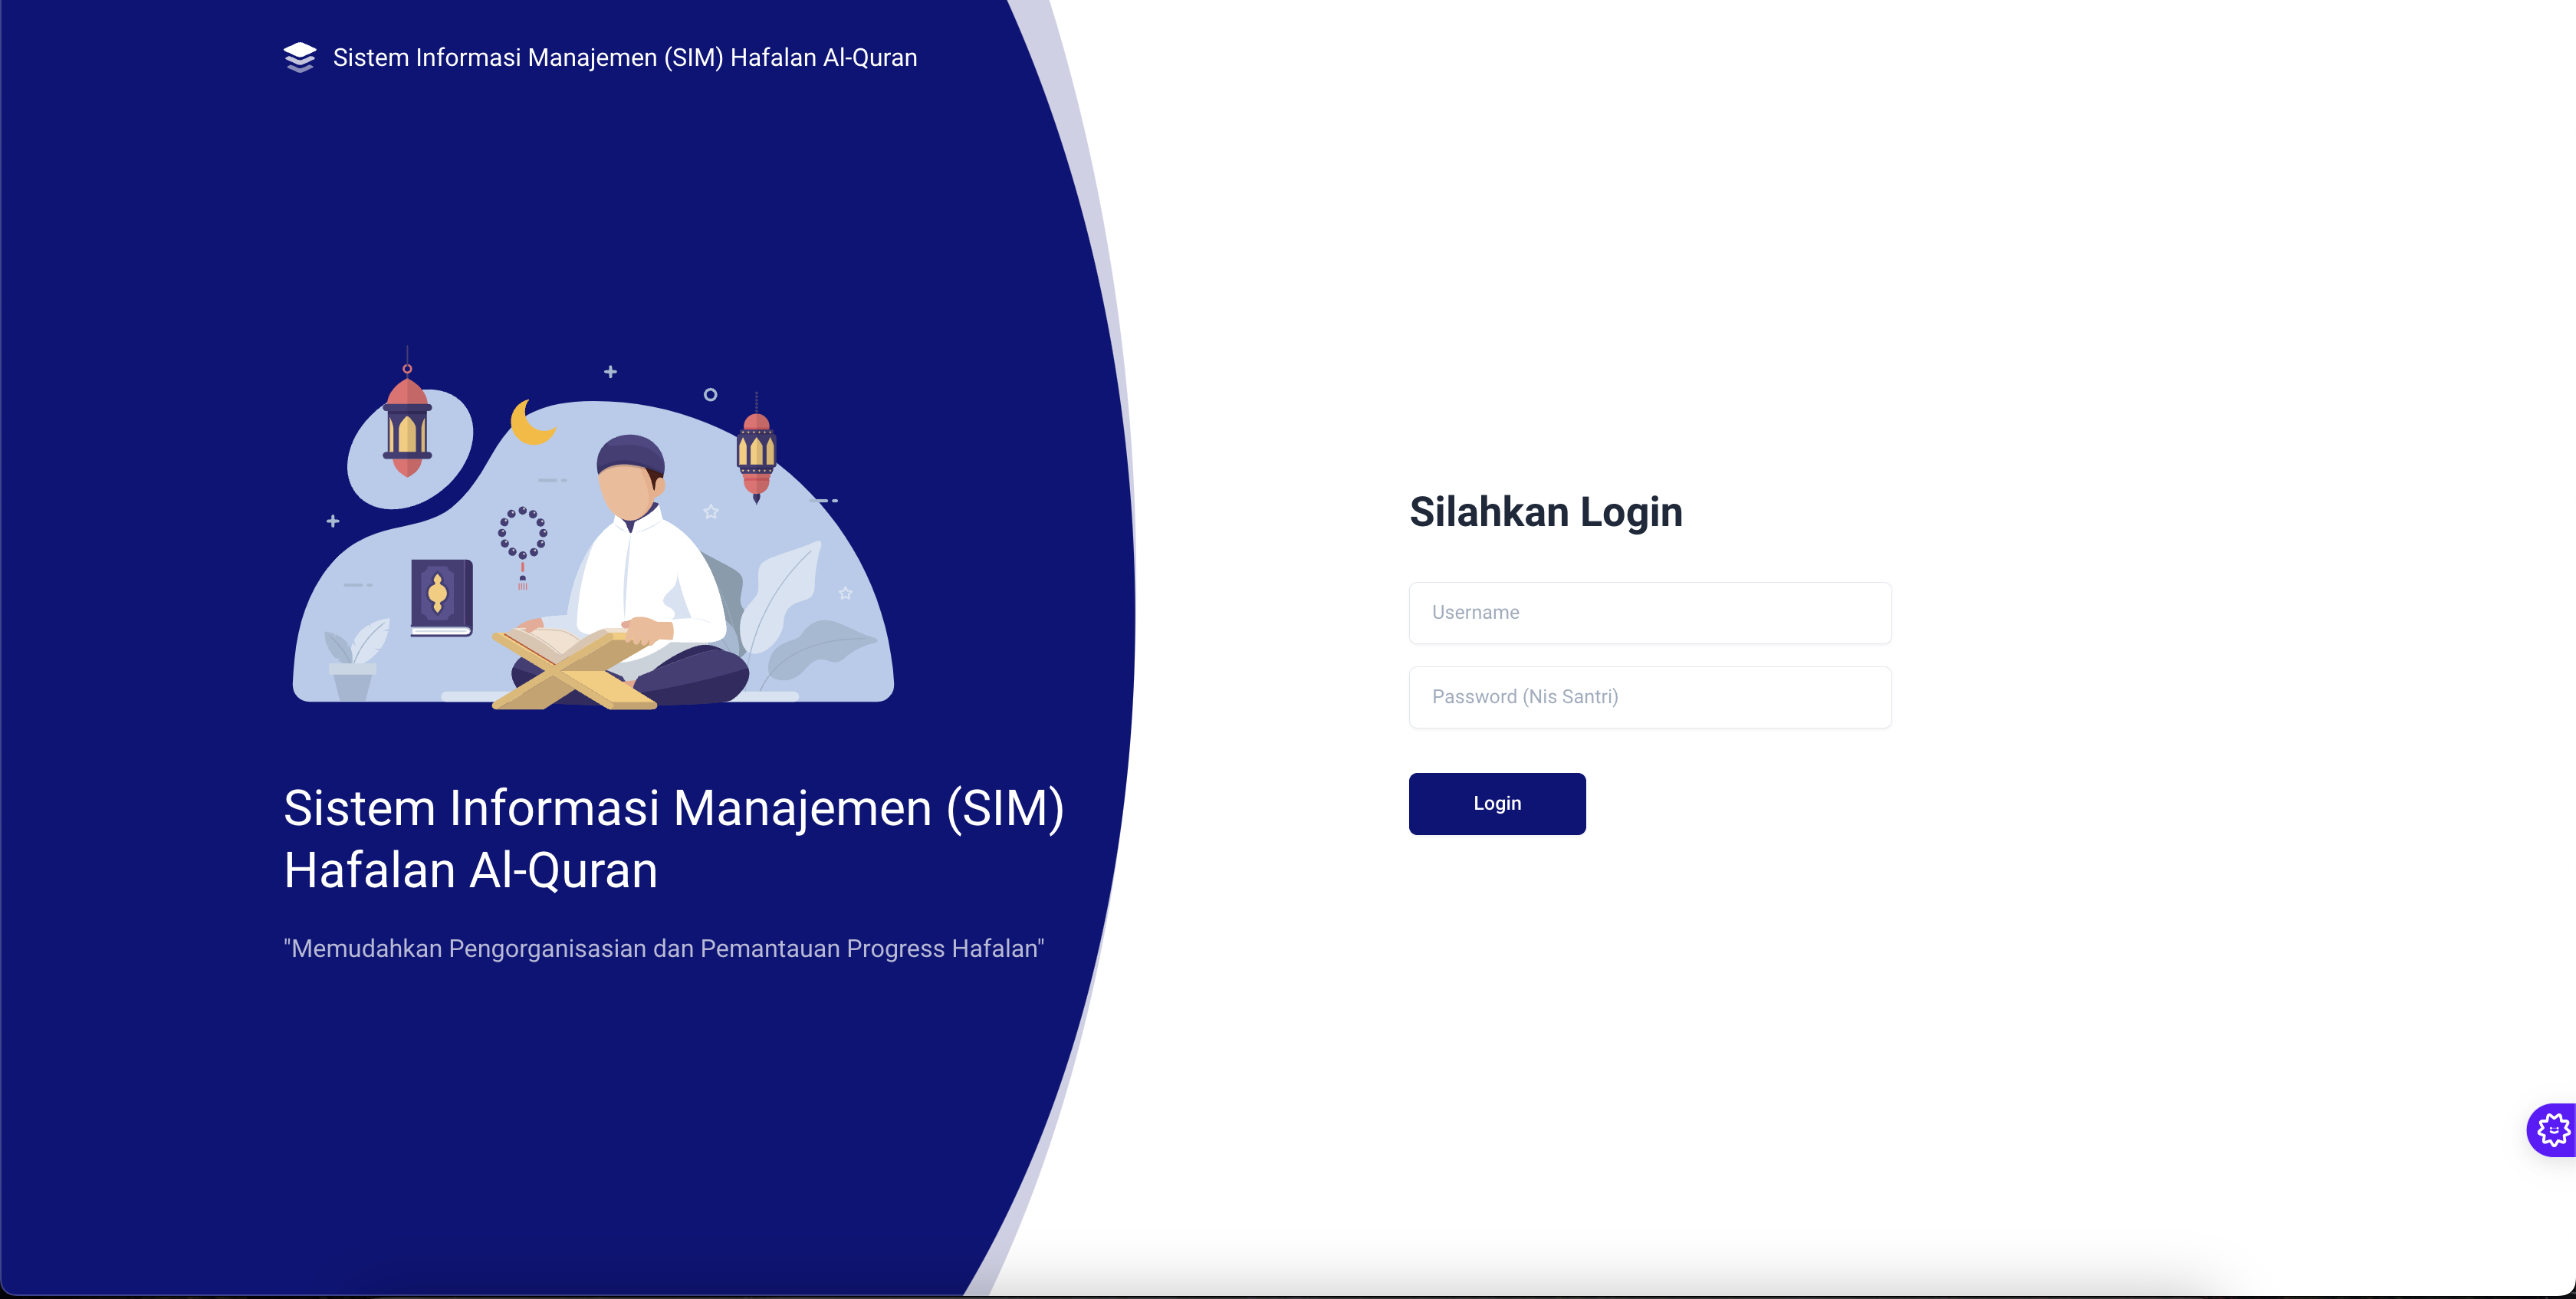 Sistem Informasi Manajemen (SIM) Hafalan Al-Quran
Sistem Informasi Manajemen (SIM)
Hafalan Al-Quran
"Memudahkan Pengorganisasian dan Pemantauan Progress Hafalan"
Silahkan Login
Username
Password (Nis Santri)
Login